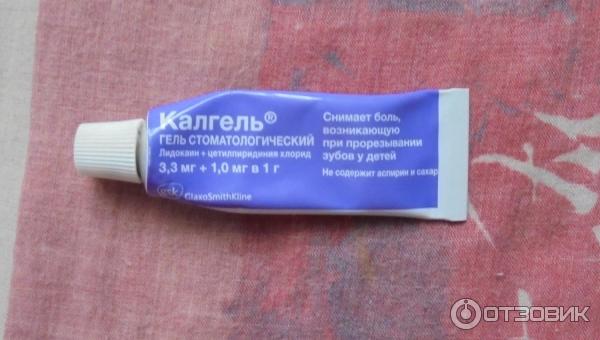 Калгель®
ГЕЛЬ СТОМАТОЛОГИЧЕСКИЙ
Лидокаин + цетилпиридиния хлорид
3,3 мг + 1,0 мг в 1 г
gsk GlaxoSmithKline
Снимает боль,
возникающую
при прорезывании
зубов у детей
Не содержит аспирин и сахар
ОТЗОВИК